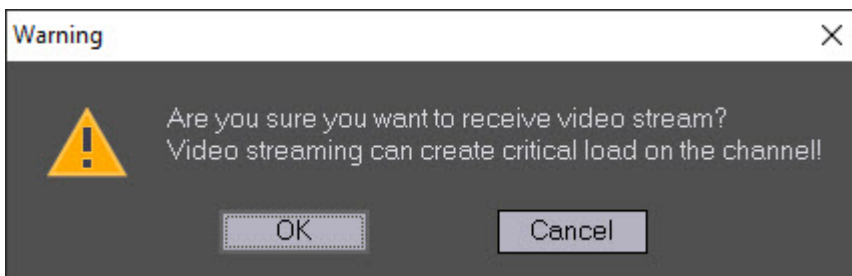 Warning
Are you sure you want to receive video stream?
Video streaming can create critical load on the channel!
OK
Cancel